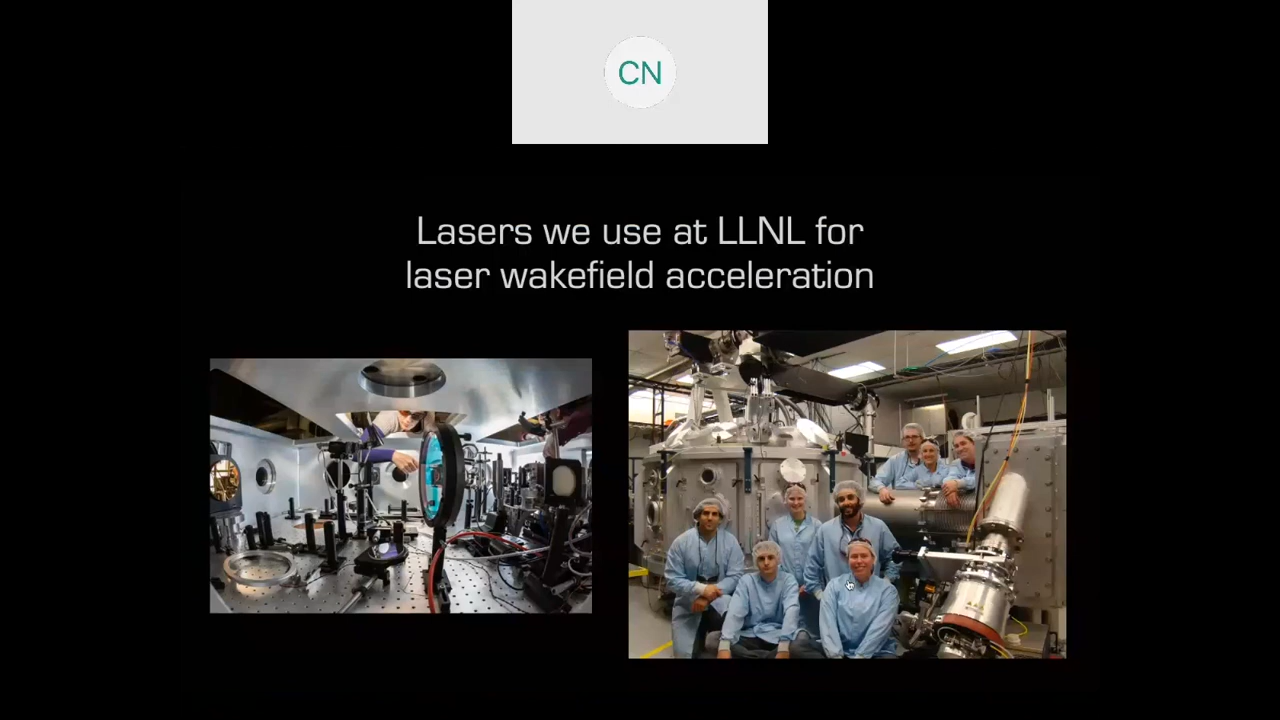 CN
Lasers we use at LLNL for
laser wakefield acceleration